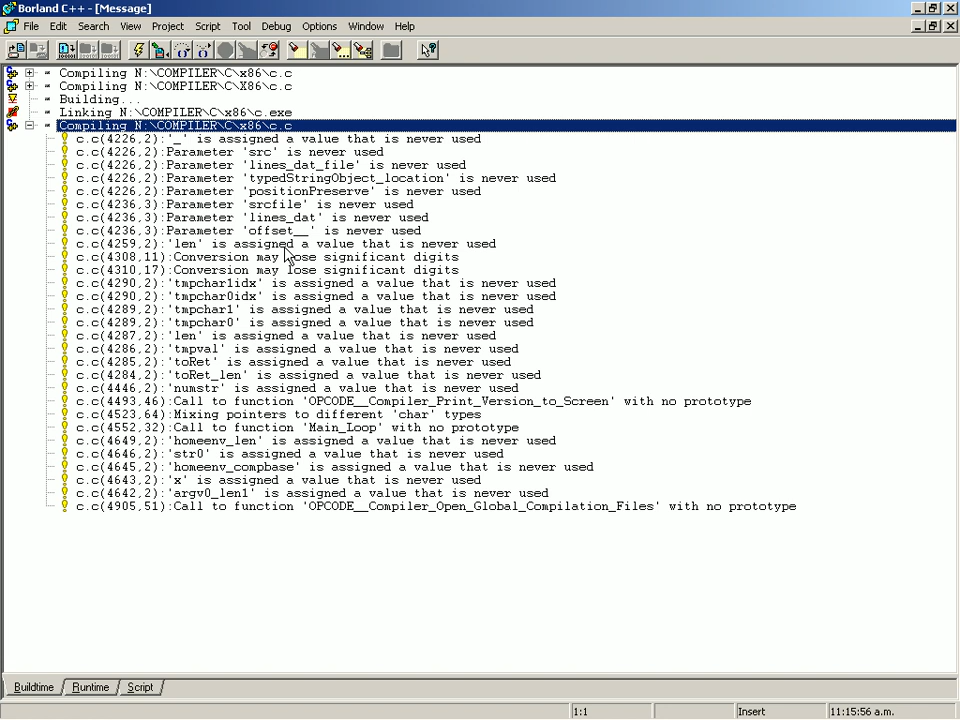 Borland C++ - [Message]
File Edit Search View Project Script Tool Debug Options Window Help
Compiling N:\COMPILER\C\x86\c.c
Compiling N:\COMPILER\C\X86\c.c
Building...
Linking N:\COMPILER\C\x86\c.exe
Compiling N:\COMPILER\C\x86\c.c
c.c(4226,2):'_' is assigned a value that is never used
c.c(4226,2):Parameter 'src' is never used
c.c(4226,2):Parameter 'lines_dat_file' is never used
c.c(4226,2):Parameter 'typedStringObject_location' is never used
c.c(4226,2):Parameter 'positionPreserve' is never used
c.c(4236,3):Parameter 'srcfile' is never used
c.c(4236,3):Parameter 'lines_dat' is never used
c.c(4236,3):Parameter 'offset__' is never used
c.c(4259,2):'len' is assigned a value that is never used
c.c(4308,11):Conversion may lose significant digits
c.c(4310,17):Conversion may lose significant digits
c.c(4290,2):'tmpchar1idx' is assigned a value that is never used
c.c(4290,2):'tmpchar0idx' is assigned a value that is never used
c.c(4289,2):'tmpchar1' is assigned a value that is never used
c.c(4289,2):'tmpchar0' is assigned a value that is never used
c.c(4287,2):'len' is assigned a value that is never used
c.c(4286,2):'tmpval' is assigned a value that is never used
c.c(4285,2):'toRet' is assigned a value that is never used
c.c(4284,2):'toRet_len' is assigned a value that is never used
c.c(4446,2):'numstr' is assigned a value that is never used
c.c(4493,46):Call to function 'OPCODE__Compiler_Print_Version_to_Screen' with no prototype
c.c(4523,64):Mixing pointers to different 'char' types
c.c(4552,32):Call to function 'Main_Loop' with no prototype
c.c(4649,2):'homeenv_len' is assigned a value that is never used
c.c(4646,2):'str0' is assigned a value that is never used
c.c(4645,2):'homeenv_compbase' is assigned a value that is never used
c.c(4643,2):'x' is assigned a value that is never used
c.c(4642,2):'argv0_len1' is assigned a value that is never used
c.c(4905,51):Call to function 'OPCODE__Compiler_Open_Global_Compilation_Files' with no prototype
Buildtime Runtime Script
1:1 Insert 11:15:56 a.m.